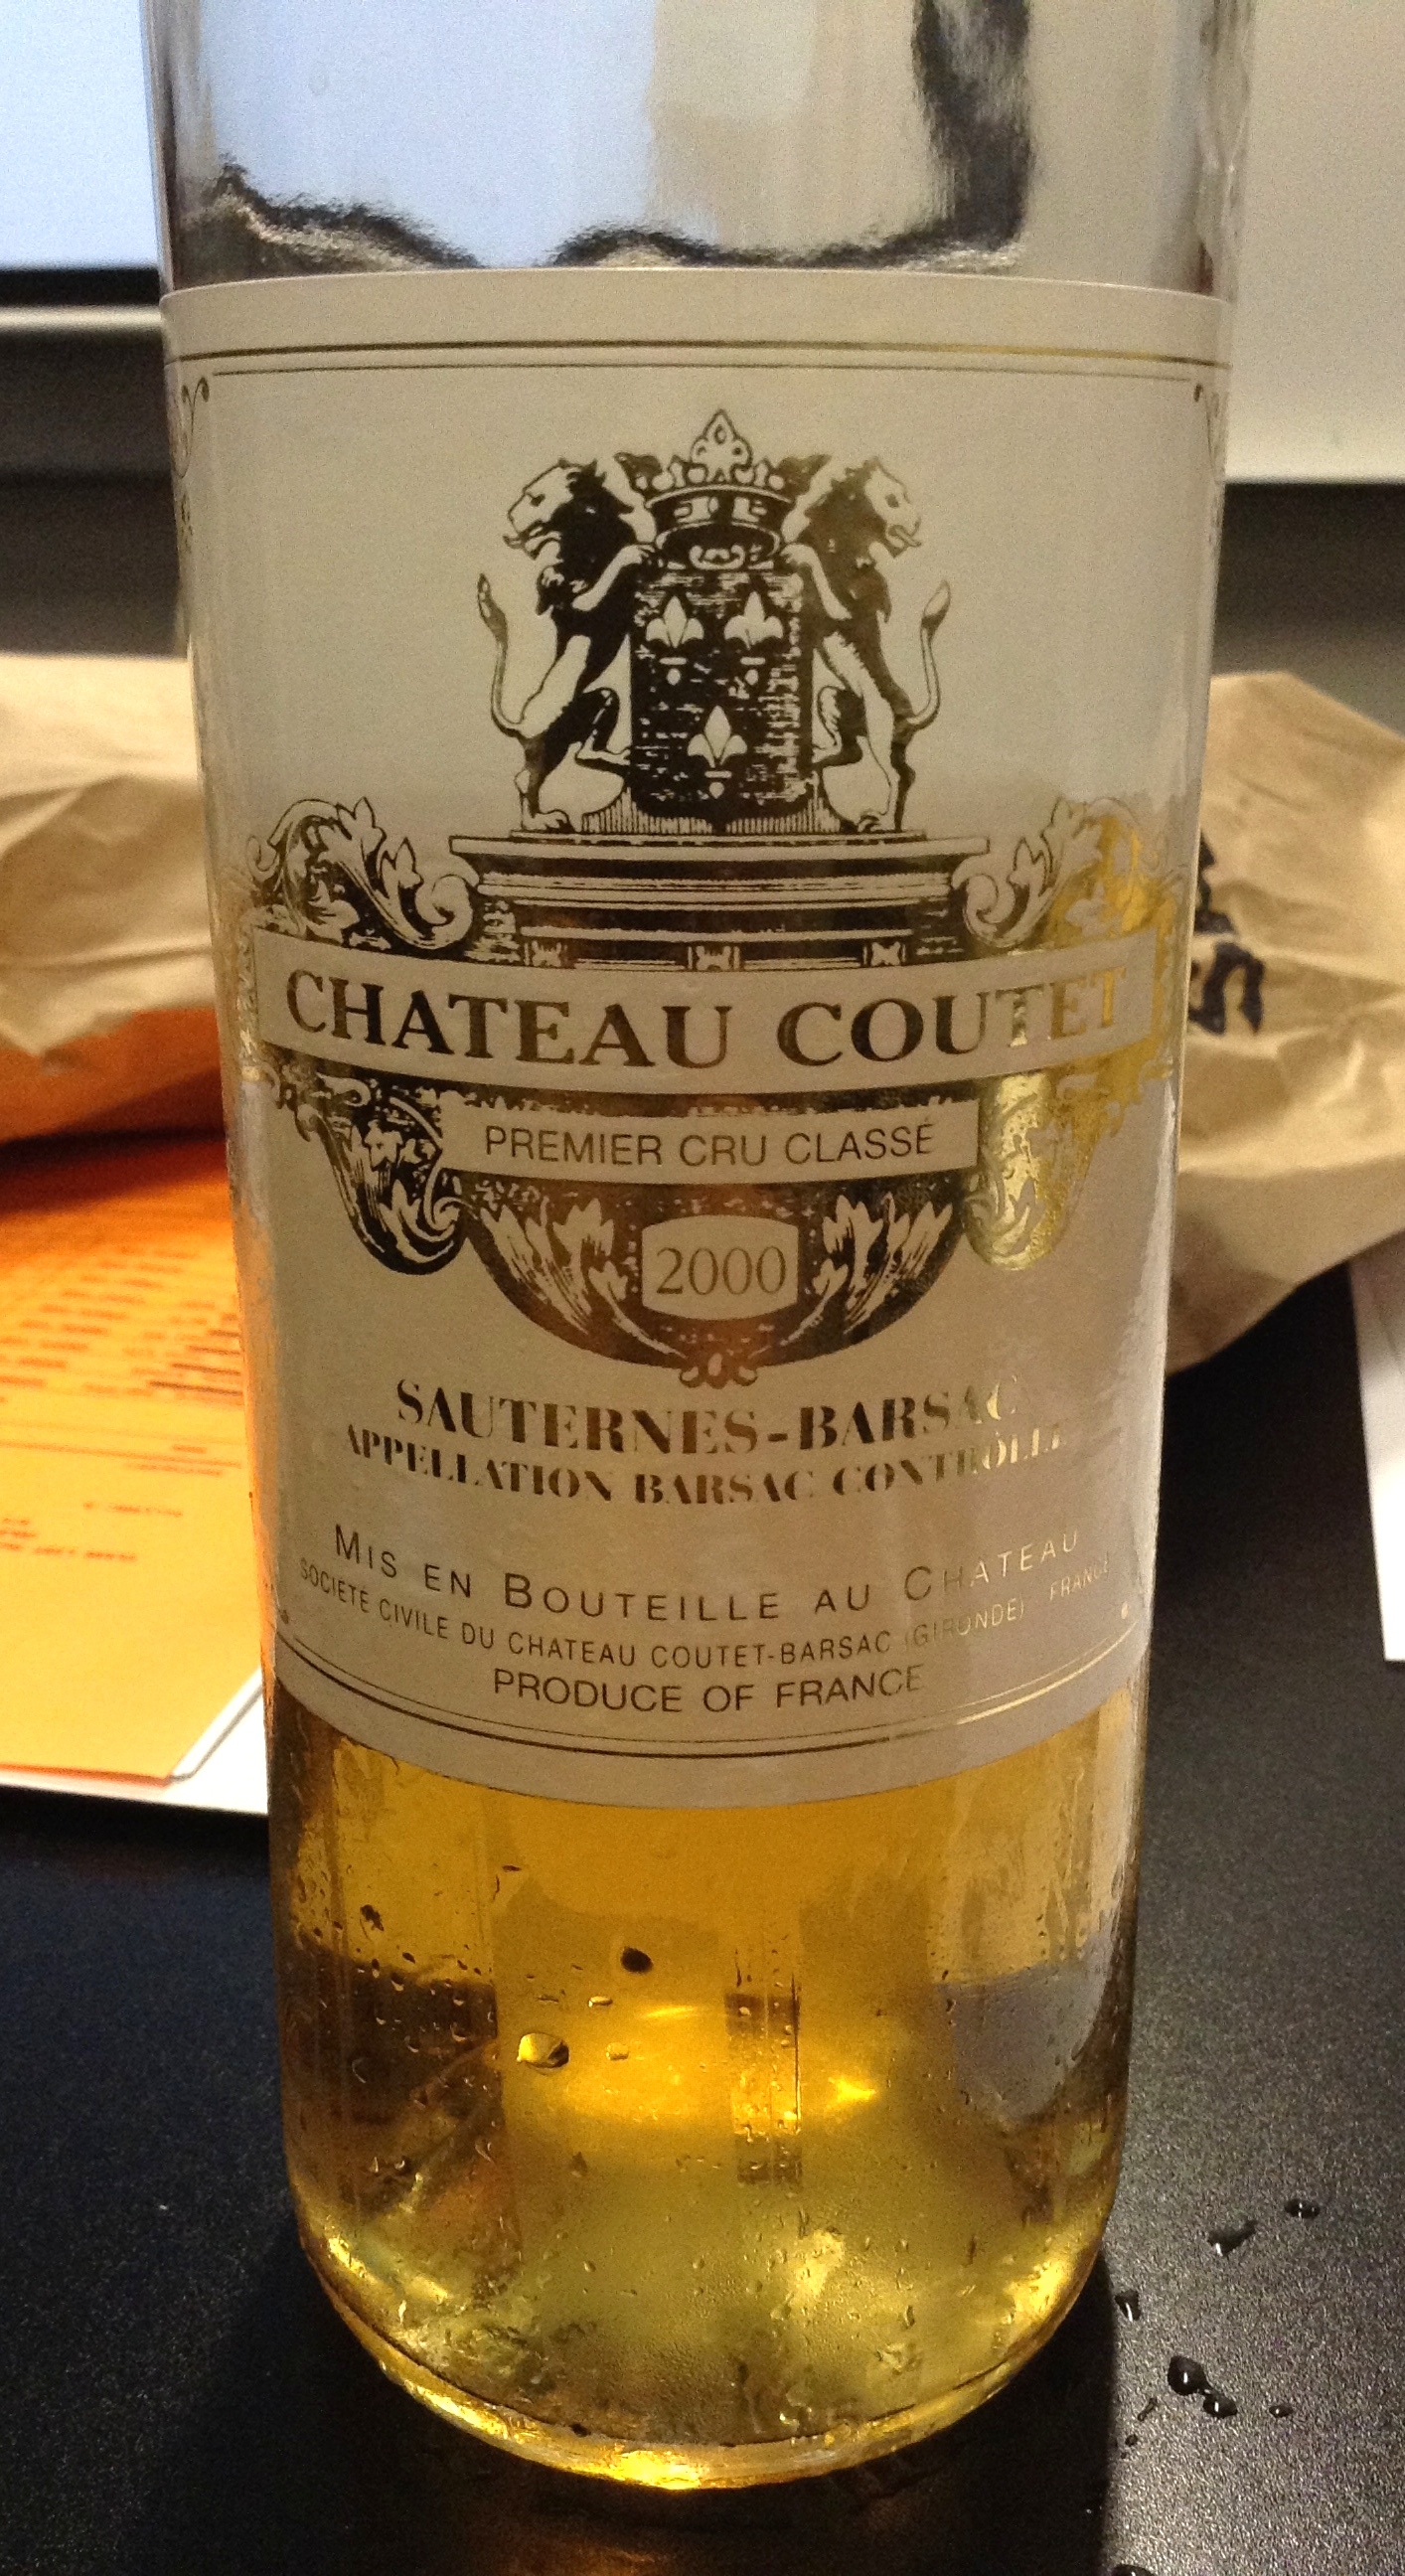 CHATEAU COUTET
PREMIER CRU CLASSÉ
2000
SAUTERNES-BARSAC
APPELLATION BARSAC CONTRÔLÉE
MIS EN BOUTEILLE AU CHATEAU
SOCIÉTÉ CIVILE DU CHATEAU COUTET-BARSAC (GIRONDE) FRANCE
PRODUCE OF FRANCE